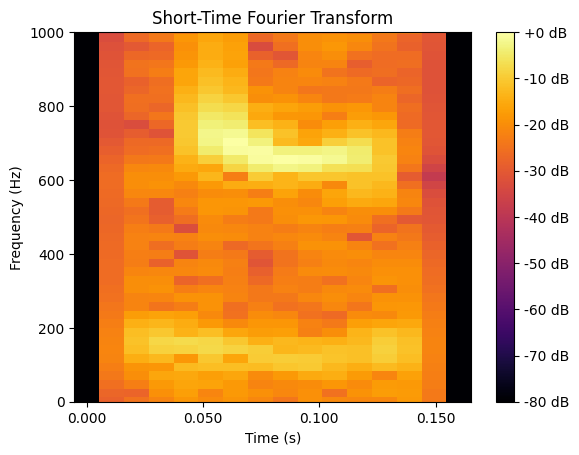 Short-Time Fourier Transform
1000
800
600
400
200
0
Frequency (Hz)
0.000
0.050
0.100
0.150
Time (s)
+0 dB
-10 dB
-20 dB
-30 dB
-40 dB
-50 dB
-60 dB
-70 dB
-80 dB